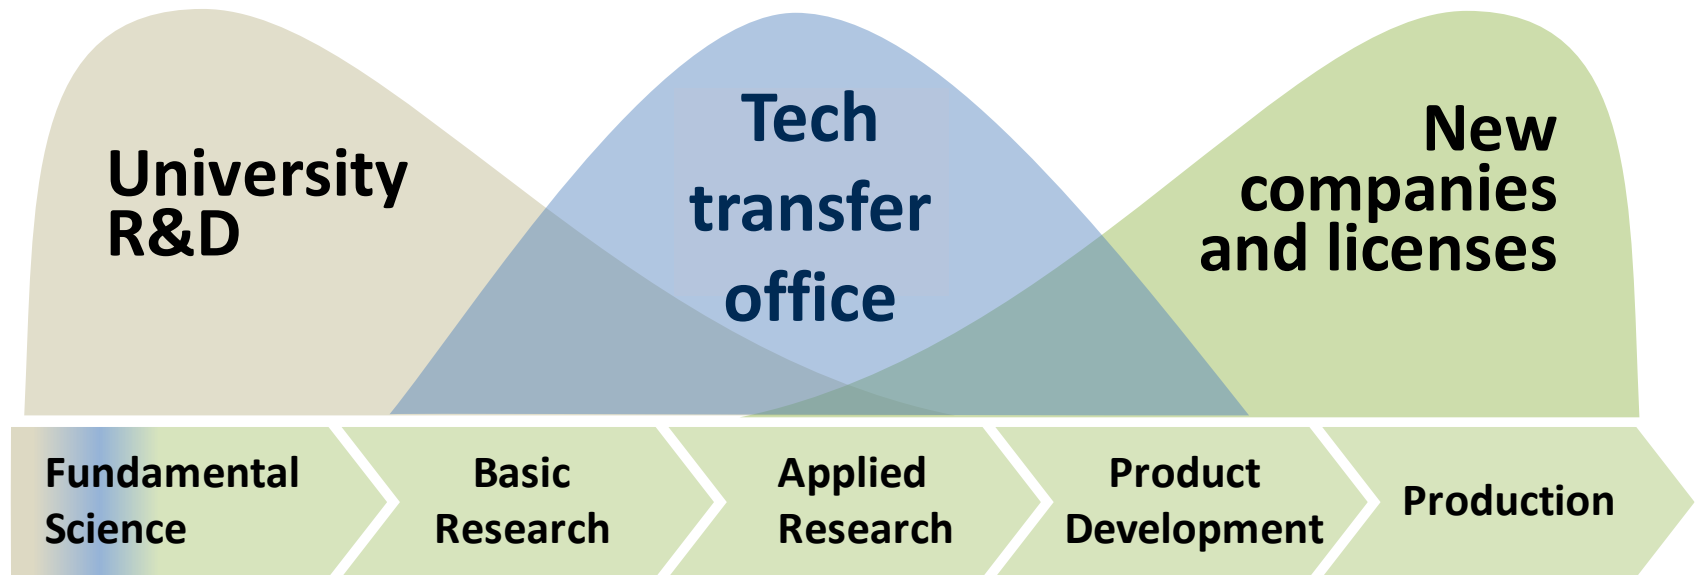 University
R&D
Tech
transfer
office
New
companies
and licenses
Fundamental
Science
Basic
Research
Applied
Research
Product
Development
Production